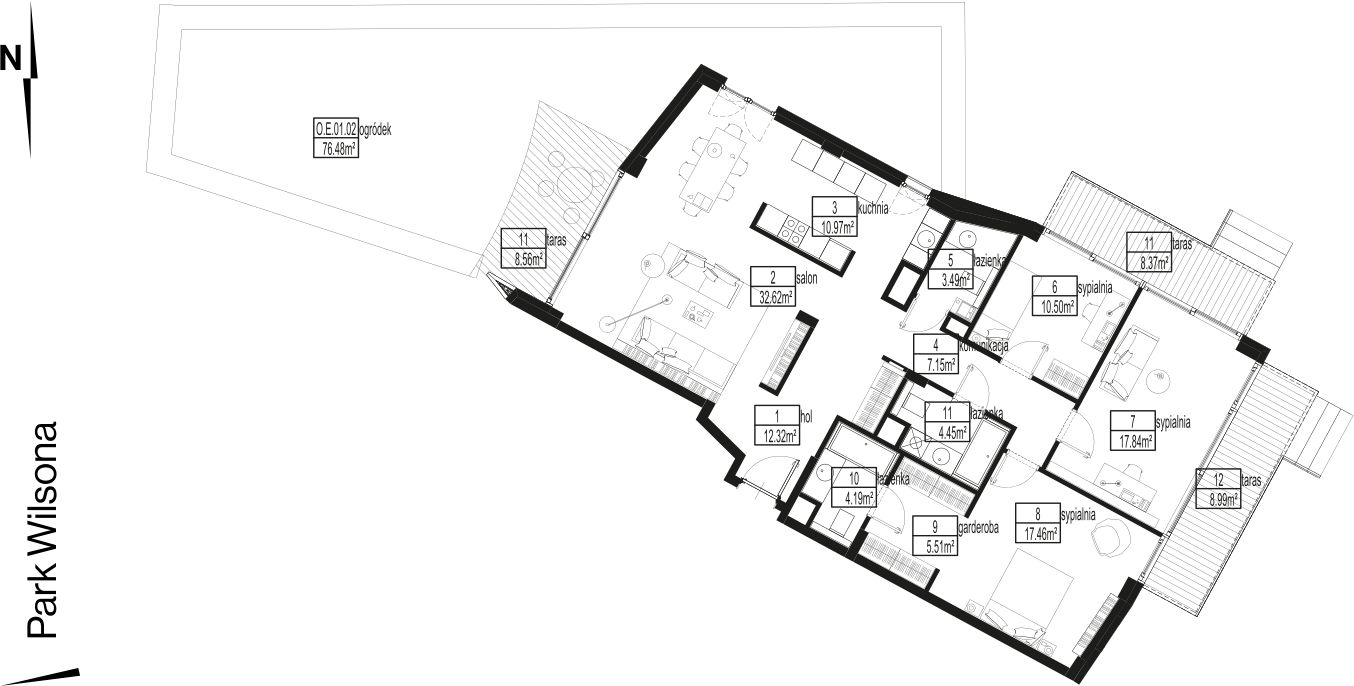 N
O.E.01.02 ogródek
76.48m²
11 taras
8.56m²
3 kuchnia
10.97m²
2 salon
32.62m²
5 łazienka
3.49m²
11 taras
8.37m²
6 sypialnia
10.50m²
4 komunikacja
7.15m²
1 hol
12.32m²
11 łazienka
4.45m²
7 sypialnia
17.84m²
10 łazienka
4.19m²
12 taras
8.99m²
9 garderoba
5.51m²
8 sypialnia
17.46m²
Park Wilsona